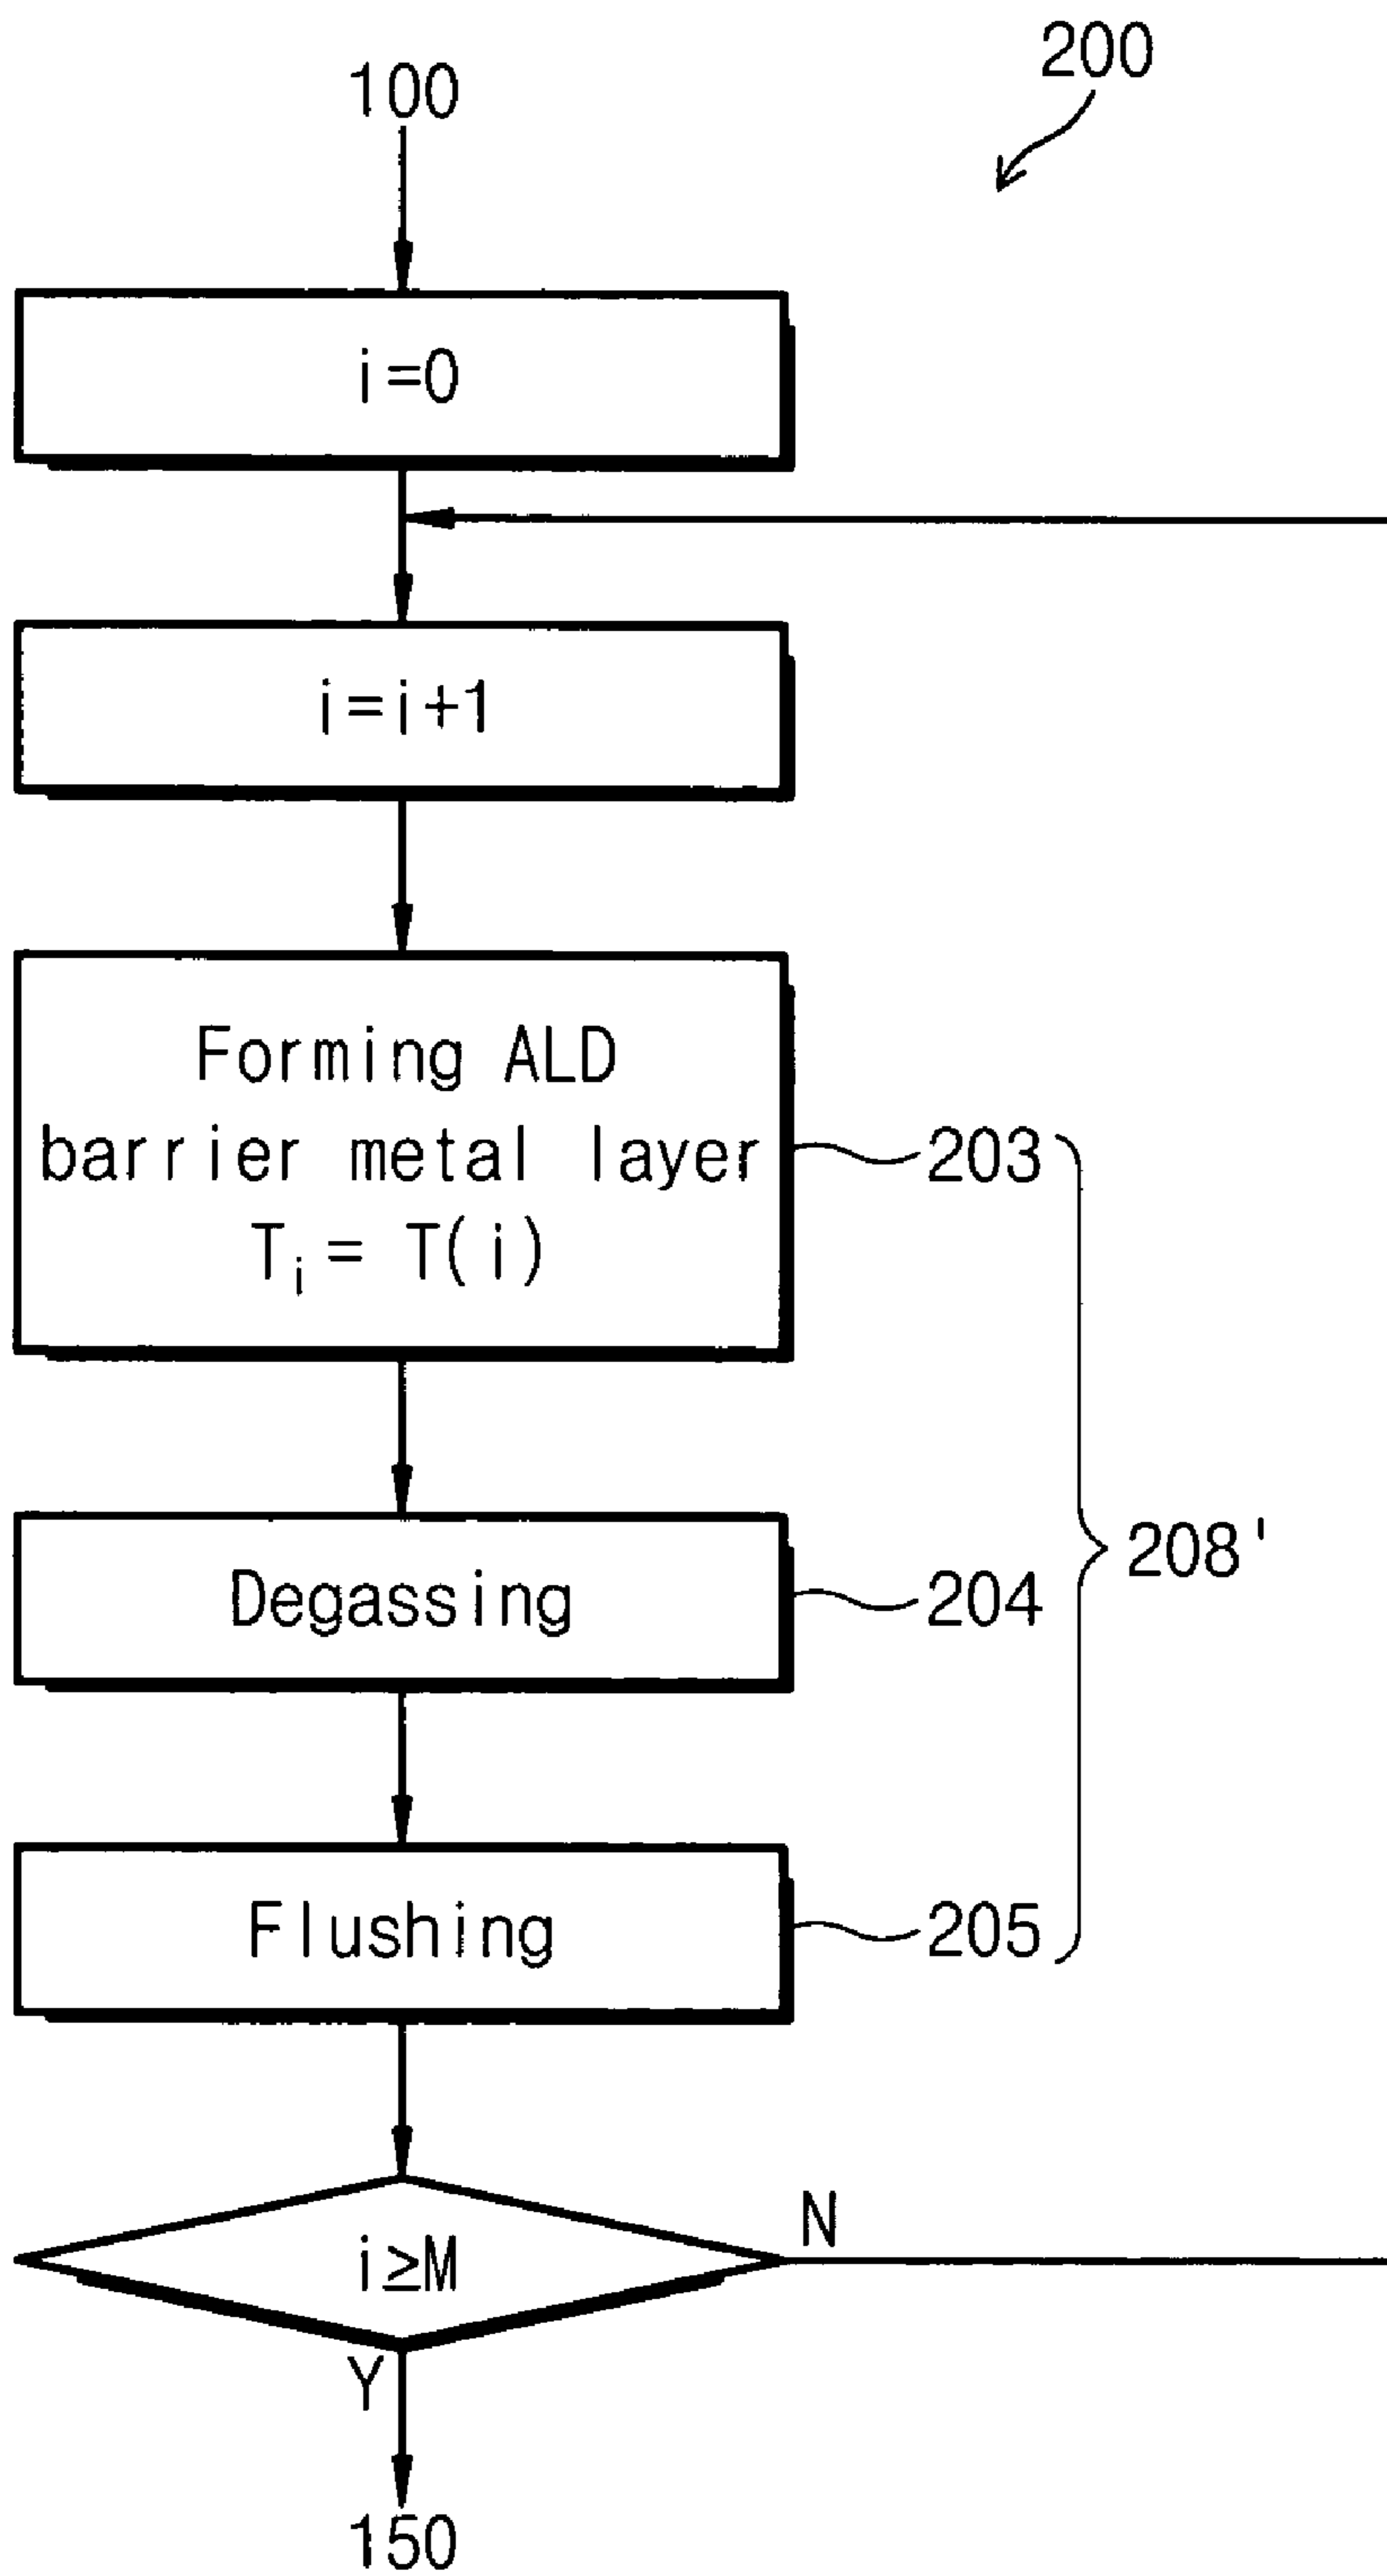 200
100
i=0
i=i+1
Forming ALD
barrier metal layer
Tᵢ= T(i)
203
208'
Degassing
204
Flushing
205
i≥M
N
Y
150